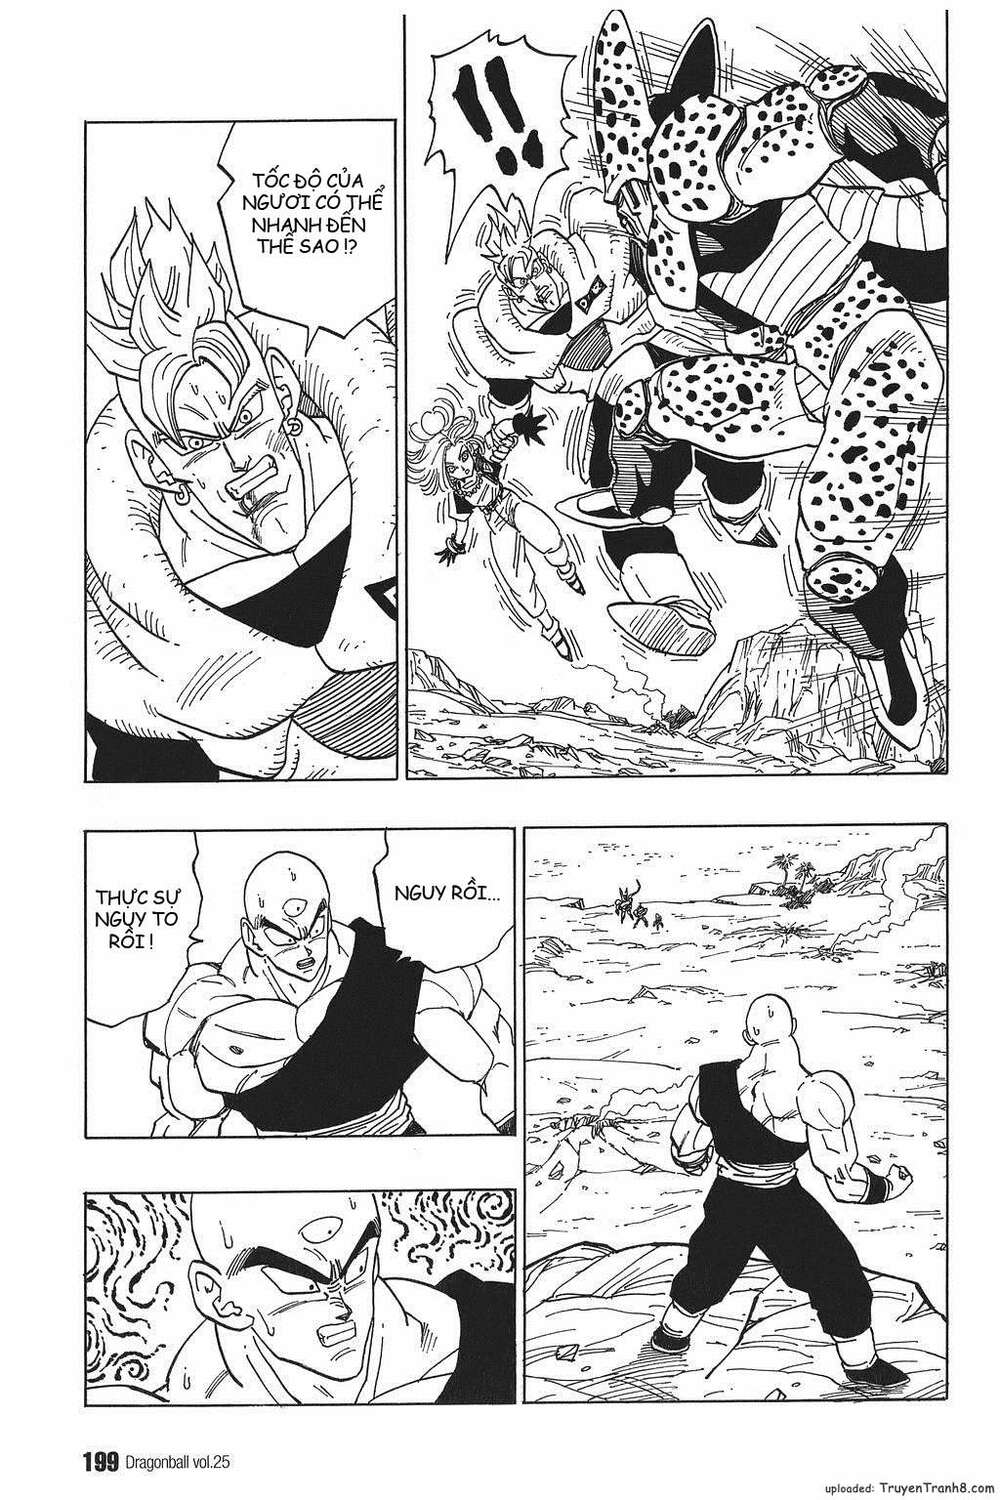 !!
TỐC ĐỘ CỦA
NGƯƠI CÓ THỂ
NHANH ĐẾN
THẾ SAO !?
NGUY RỒI...
THỰC SỰ
NGUY TO
RỒI !
199 Dragonball vol.25
uploaded: TruyenTranh8.com